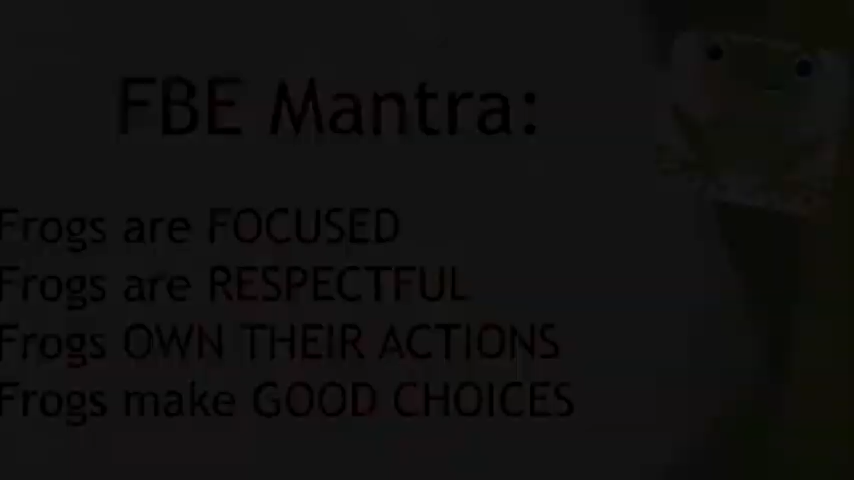 FBE Mantra:
Frogs are FOCUSED
Frogs are RESPECTFUL
Frogs OWN THEIR ACTIONS
Frogs make GOOD CHOICES